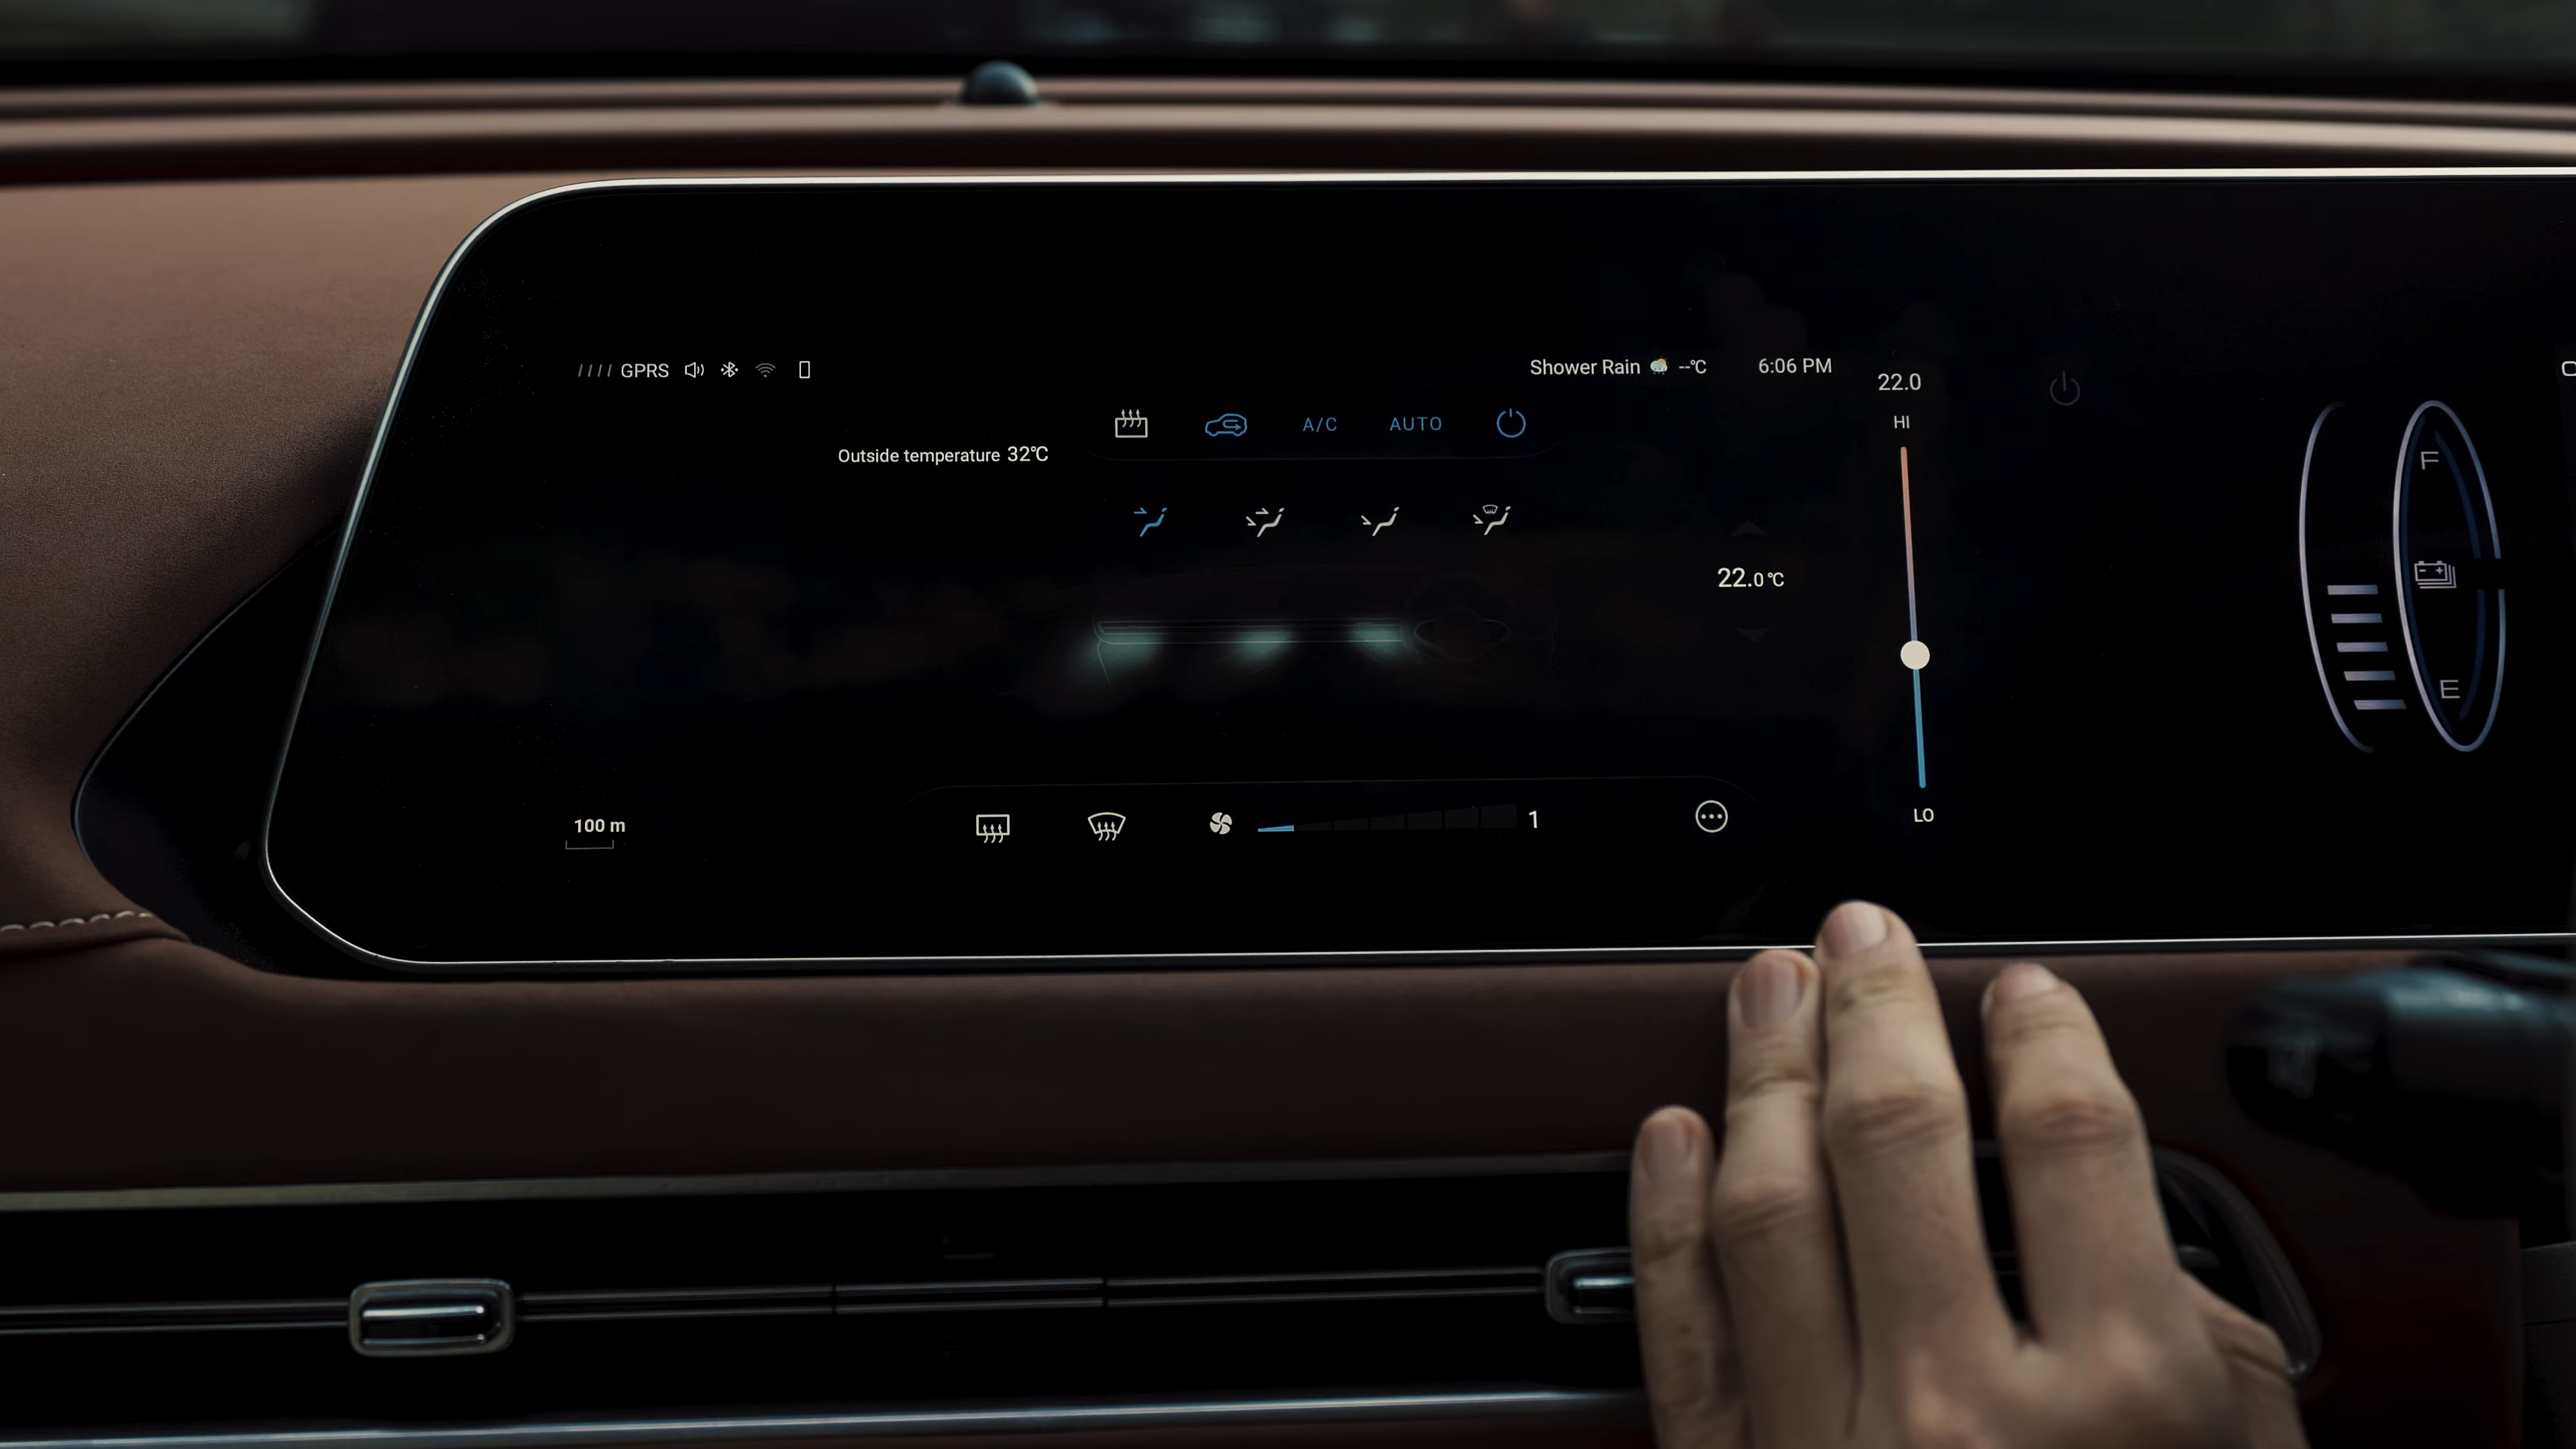 GPRS
Shower Rain --°C 6:06 PM
22.0
HI
A/C AUTO
Outside temperature 32°C
F
22.0°C
E
100 m
1
LO